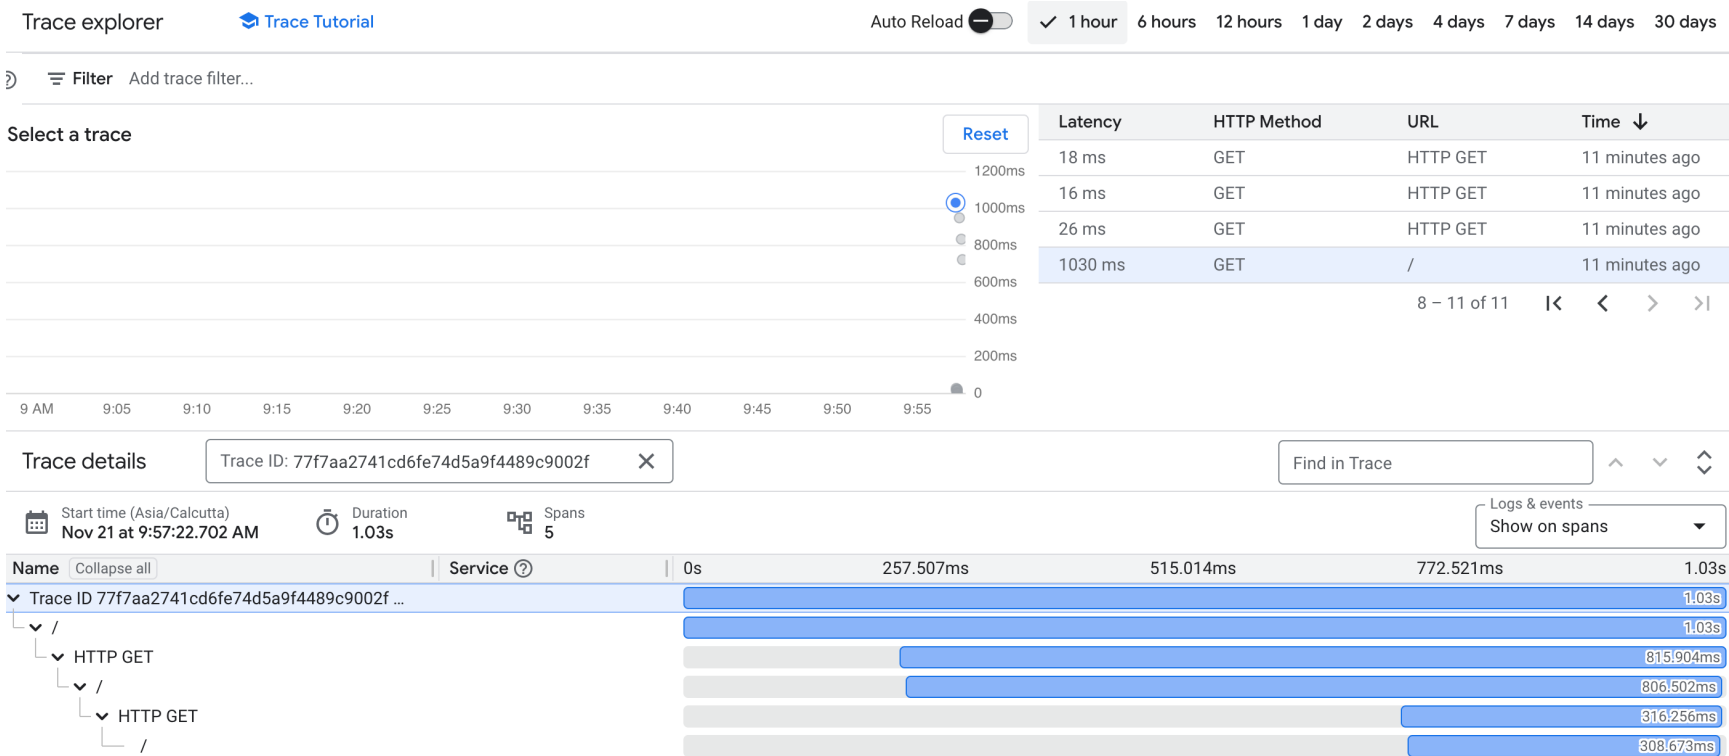 Trace explorer Trace Tutorial Auto Reload 1 hour 6 hours 12 hours 1 day 2 days 4 days 7 days 14 days 30 days
Filter Add trace filter...
Select a trace Reset
1200ms
1000ms
800ms
600ms
400ms
200ms
0
9 AM 9:05 9:10 9:15 9:20 9:25 9:30 9:35 9:40 9:45 9:50 9:55
Latency HTTP Method URL Time
18 ms GET HTTP GET 11 minutes ago
16 ms GET HTTP GET 11 minutes ago
26 ms GET HTTP GET 11 minutes ago
1030 ms GET / 11 minutes ago
8 – 11 of 11
Trace details Trace ID: 77f7aa2741cd6fe74d5a9f4489c9002f Find in Trace
Start time (Asia/Calcutta) Duration Spans
Nov 21 at 9:57:22.702 AM 1.03s 5
Logs & events
Show on spans
Name Collapse all Service 0s 257.507ms 515.014ms 772.521ms 1.03s
Trace ID 77f7aa2741cd6fe74d5a9f4489c9002f ... 1.03s
/ 1.03s
HTTP GET 815.904ms
/ 806.502ms
HTTP GET 316.256ms
/ 308.673ms